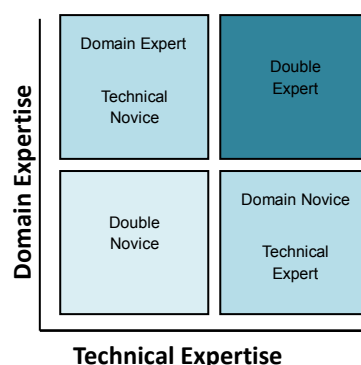 Domain Expert
Technical
Novice
Double
Expert
Double
Novice
Domain Novice
Technical
Expert
Domain Expertise
Technical Expertise